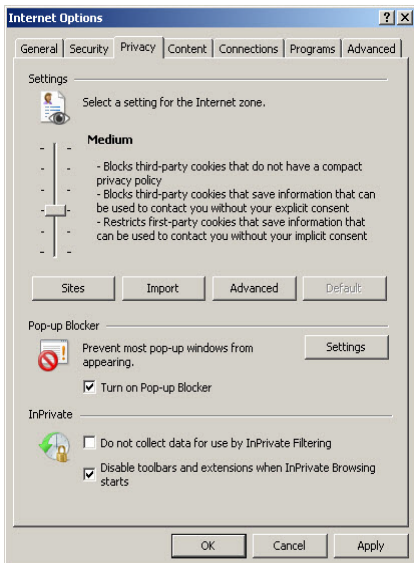 Internet Options
General Security Privacy Content Connections Programs Advanced
Settings
Select a setting for the Internet zone.
Medium
- Blocks third-party cookies that do not have a compact
privacy policy
- Blocks third-party cookies that save information that can
be used to contact you without your explicit consent
- Restricts first-party cookies that save information that
can be used to contact you without your implicit consent
Sites Import Advanced Default
Pop-up Blocker
Prevent most pop-up windows from
appearing.
Settings
Turn on Pop-up Blocker
InPrivate
Do not collect data for use by InPrivate Filtering
Disable toolbars and extensions when InPrivate Browsing
starts
OK Cancel Apply